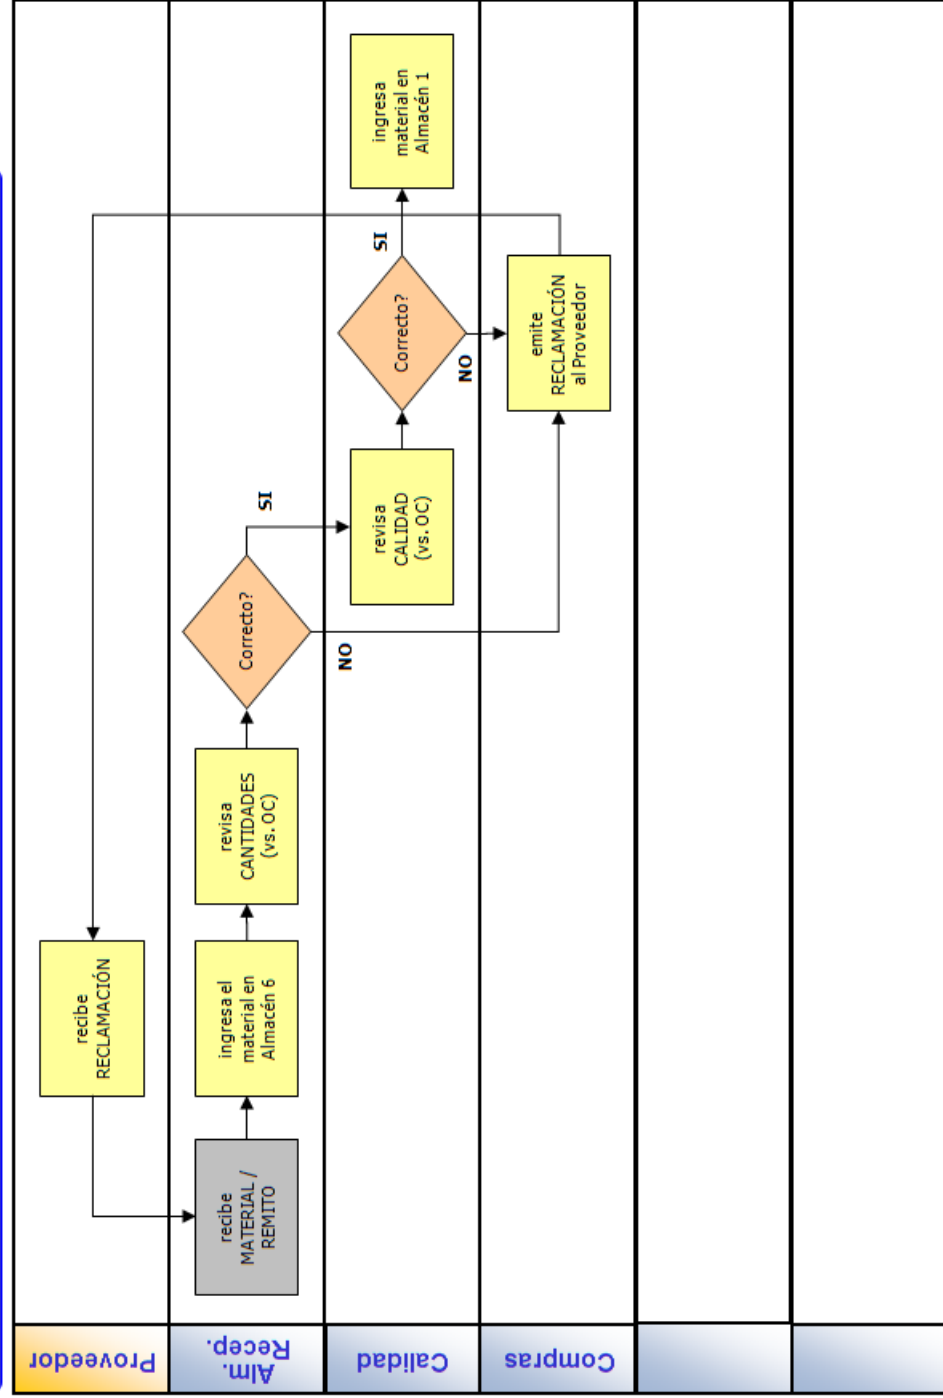 Proveedor
recibe
RECLAMACIÓN
Alm.
Recep.
recibe
MATERIAL /
REMITO
ingresa el
material en
Almacén 6
revisa
CANTIDADES
(vs. OC)
Correcto?
SI
NO
Calidad
revisa
CALIDAD
(vs. OC)
Correcto?
SI
NO
ingresa
material en
Almacén 1
Compras
emite
RECLAMACIÓN
al Proveedor